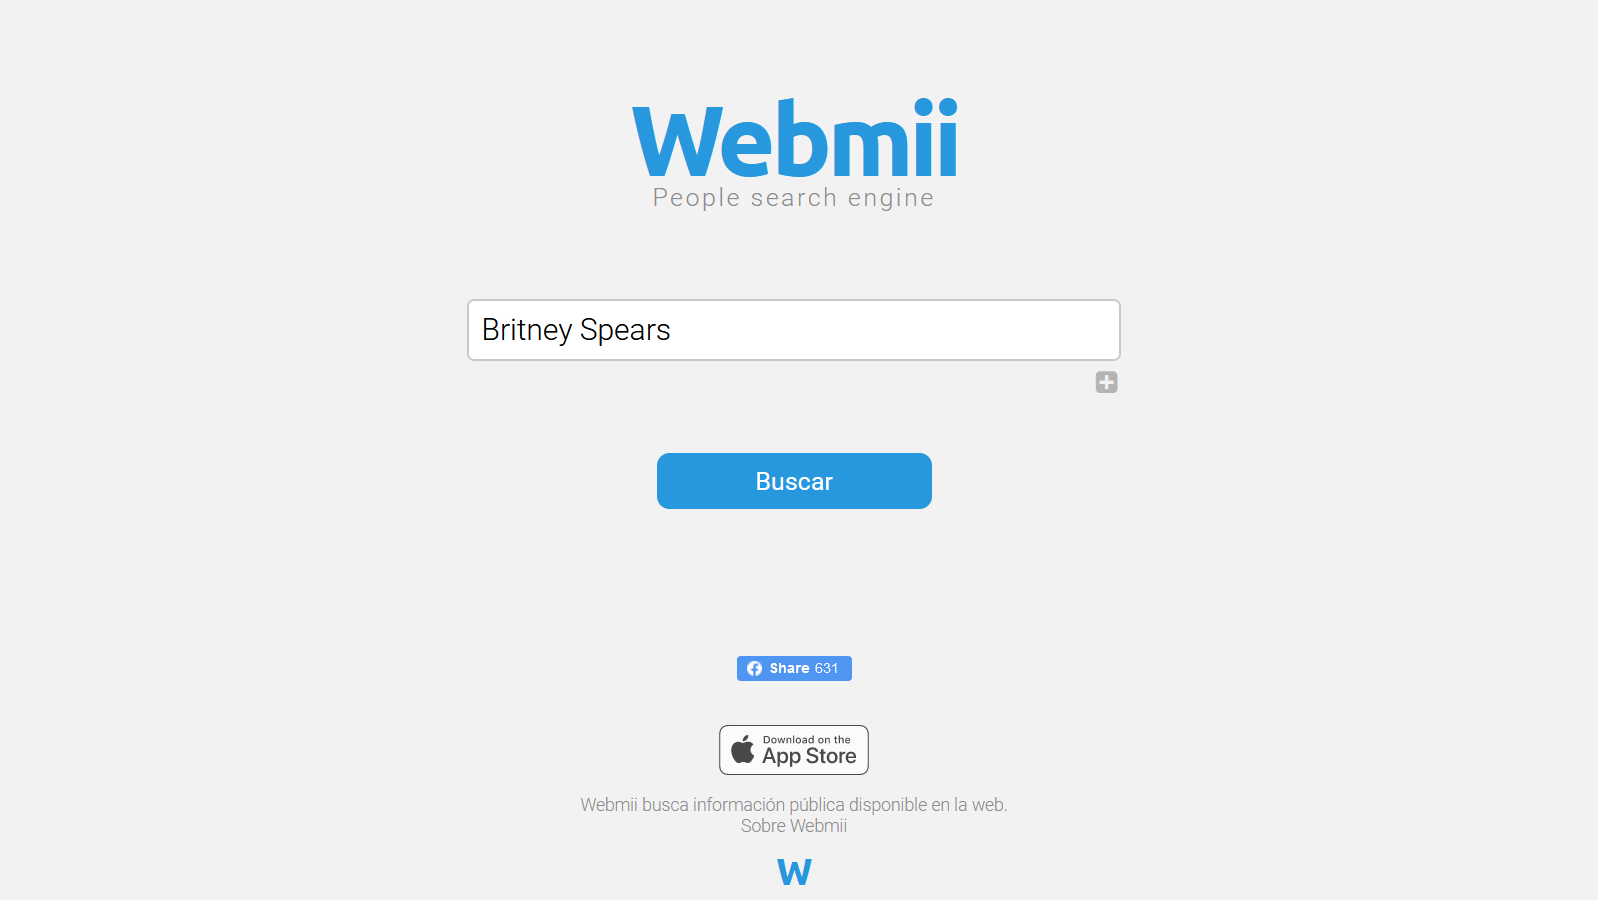 Webmii
People search engine
Britney Spears
Buscar
Share 631
Download on the
App Store
Webmii busca información pública disponible en la web.
Sobre Webmii
W